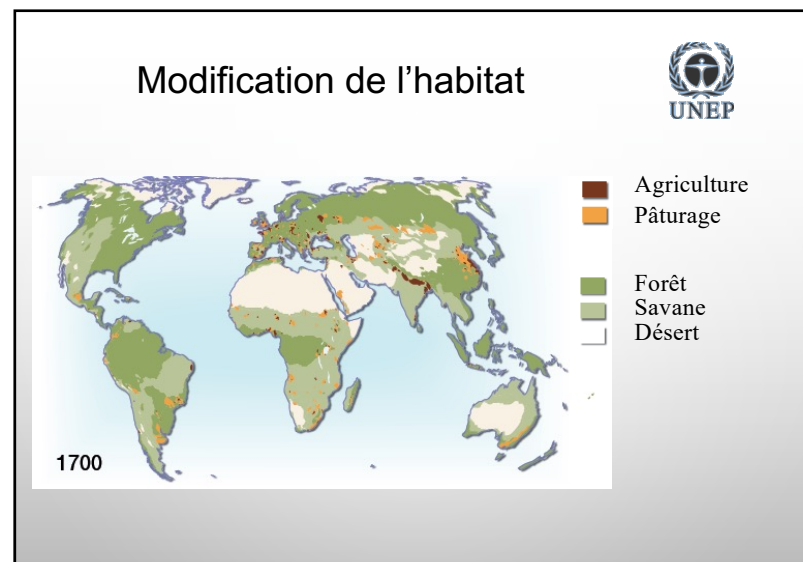 Modification de l’habitat
UNEP
Agriculture
Pâturage
Forêt
Savane
Désert
1700